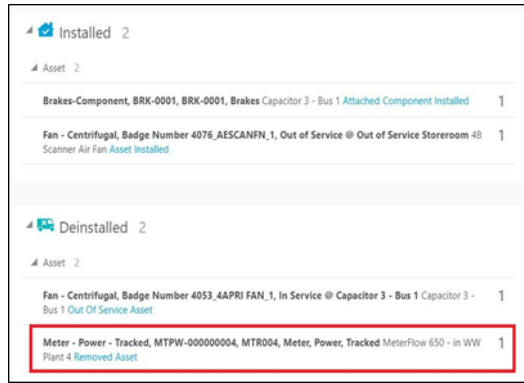 Installed 2
Asset 2
Brakes-Component, BRK-0001, BRK-0001, Brakes Capacitor 3 - Bus 1 Attached Component Installed 1
Fan - Centrifugal, Badge Number 4076_AESCANFN_1, Out of Service @ Out of Service Storeroom 4B 1
Scanner Air Fan Asset Installed
Deinstalled 2
Asset 2
Fan - Centrifugal, Badge Number 4053_4APRI FAN_1, In Service @ Capacitor 3 - Bus 1 Capacitor 3 - 1
Bus 1 Out Of Service Asset
Meter - Power - Tracked, MTPW-000000004, MTR004, Meter, Power, Tracked MeterFlow 650 - in WW 1
Plant 4 Removed Asset